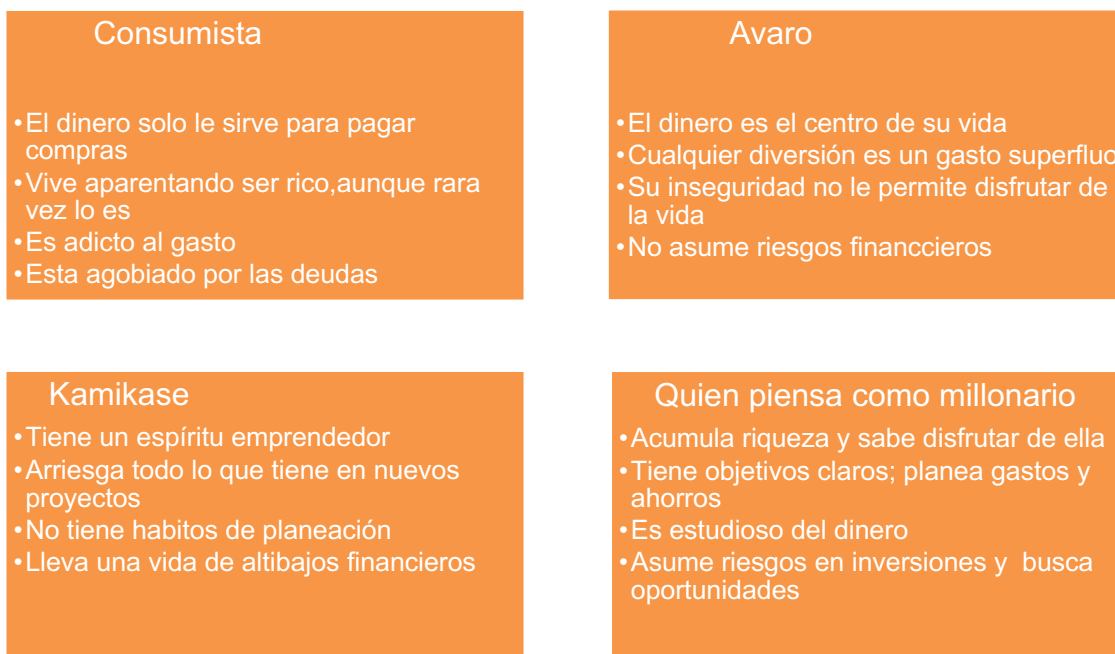 Consumista
•El dinero solo le sirve para pagar
compras
•Vive aparentando ser rico,aunque rara
vez lo es
•Es adicto al gasto
•Esta agobiado por las deudas
Avaro
•El dinero es el centro de su vida
•Cualquier diversión es un gasto superfluo
•Su inseguridad no le permite disfrutar de
la vida
•No asume riesgos financcieros
Kamikase
•Tiene un espíritu emprendedor
•Arriesga todo lo que tiene en nuevos
proyectos
•No tiene habitos de planeación
•Lleva una vida de altibajos financieros
Quien piensa como millonario
•Acumula riqueza y sabe disfrutar de ella
•Tiene objetivos claros; planea gastos y
ahorros
•Es estudioso del dinero
•Asume riesgos en inversiones y  busca
oportunidades